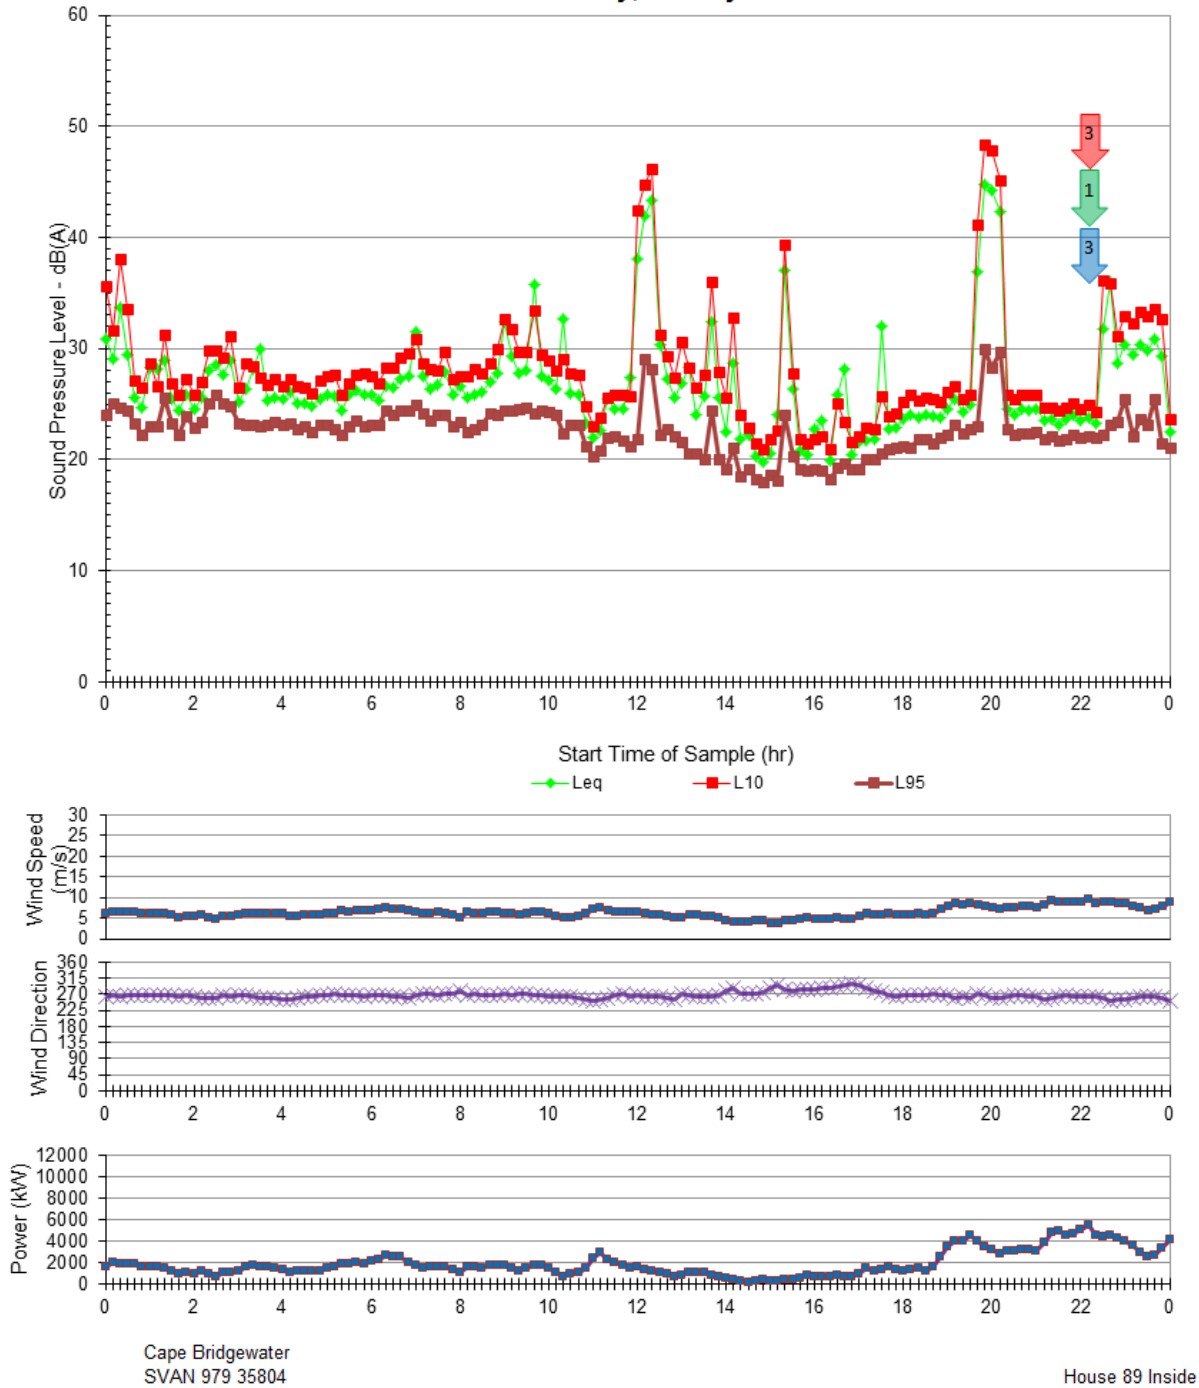 60
50
3
1
40
3
30
20
10
0
Sound Pressure Level - dB(A)
0 2 4 6 8 10 12 14 16 18 20 22 0
Start Time of Sample (hr)
Leq L10 L95
30
25
20
15
10
5
0
Wind Speed
(m/s)
360
315
270
225
180
135
90
45
0
Wind Direction
0 2 4 6 8 10 12 14 16 18 20 22 0
12000
10000
8000
6000
4000
2000
0
Power (kW)
0 2 4 6 8 10 12 14 16 18 20 22 0
Cape Bridgewater
SVAN 979 35804
House 89 Inside